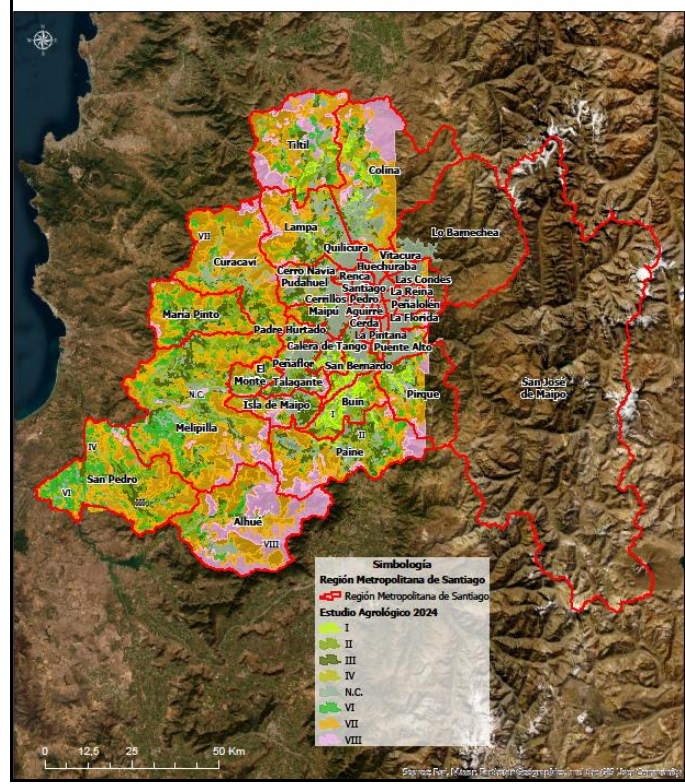 Tiltil
Colina
Lo Barnechea
Lampa
VII
Quilicura
Vitacura
Huechuraba
Curacaví
Cerro Navia
Renca
Las Condes
Pudahuel
Santiago
La Reina
Cerrillos Pedro
Peñalolén
María Pinto
Maipú
Aguirre
La Florida
Cerda
Padre Hurtado
La Pintana
Calera de Tango
Puente Alto
Peñaflor
San Bernardo
El
Monte
Talagante
San José
de Maipo
N.C.
Isla de Maipo
Buin
Pirque
I
Melipilla
II
IV
Paine
San Pedro
VI
III
Alhué
VIII
Simbología
Región Metropolitana de Santiago
Región Metropolitana de Santiago
Estudio Agrológico 2024
I
II
III
IV
N.C.
VI
VII
VIII
0 12,5 25 50 Km